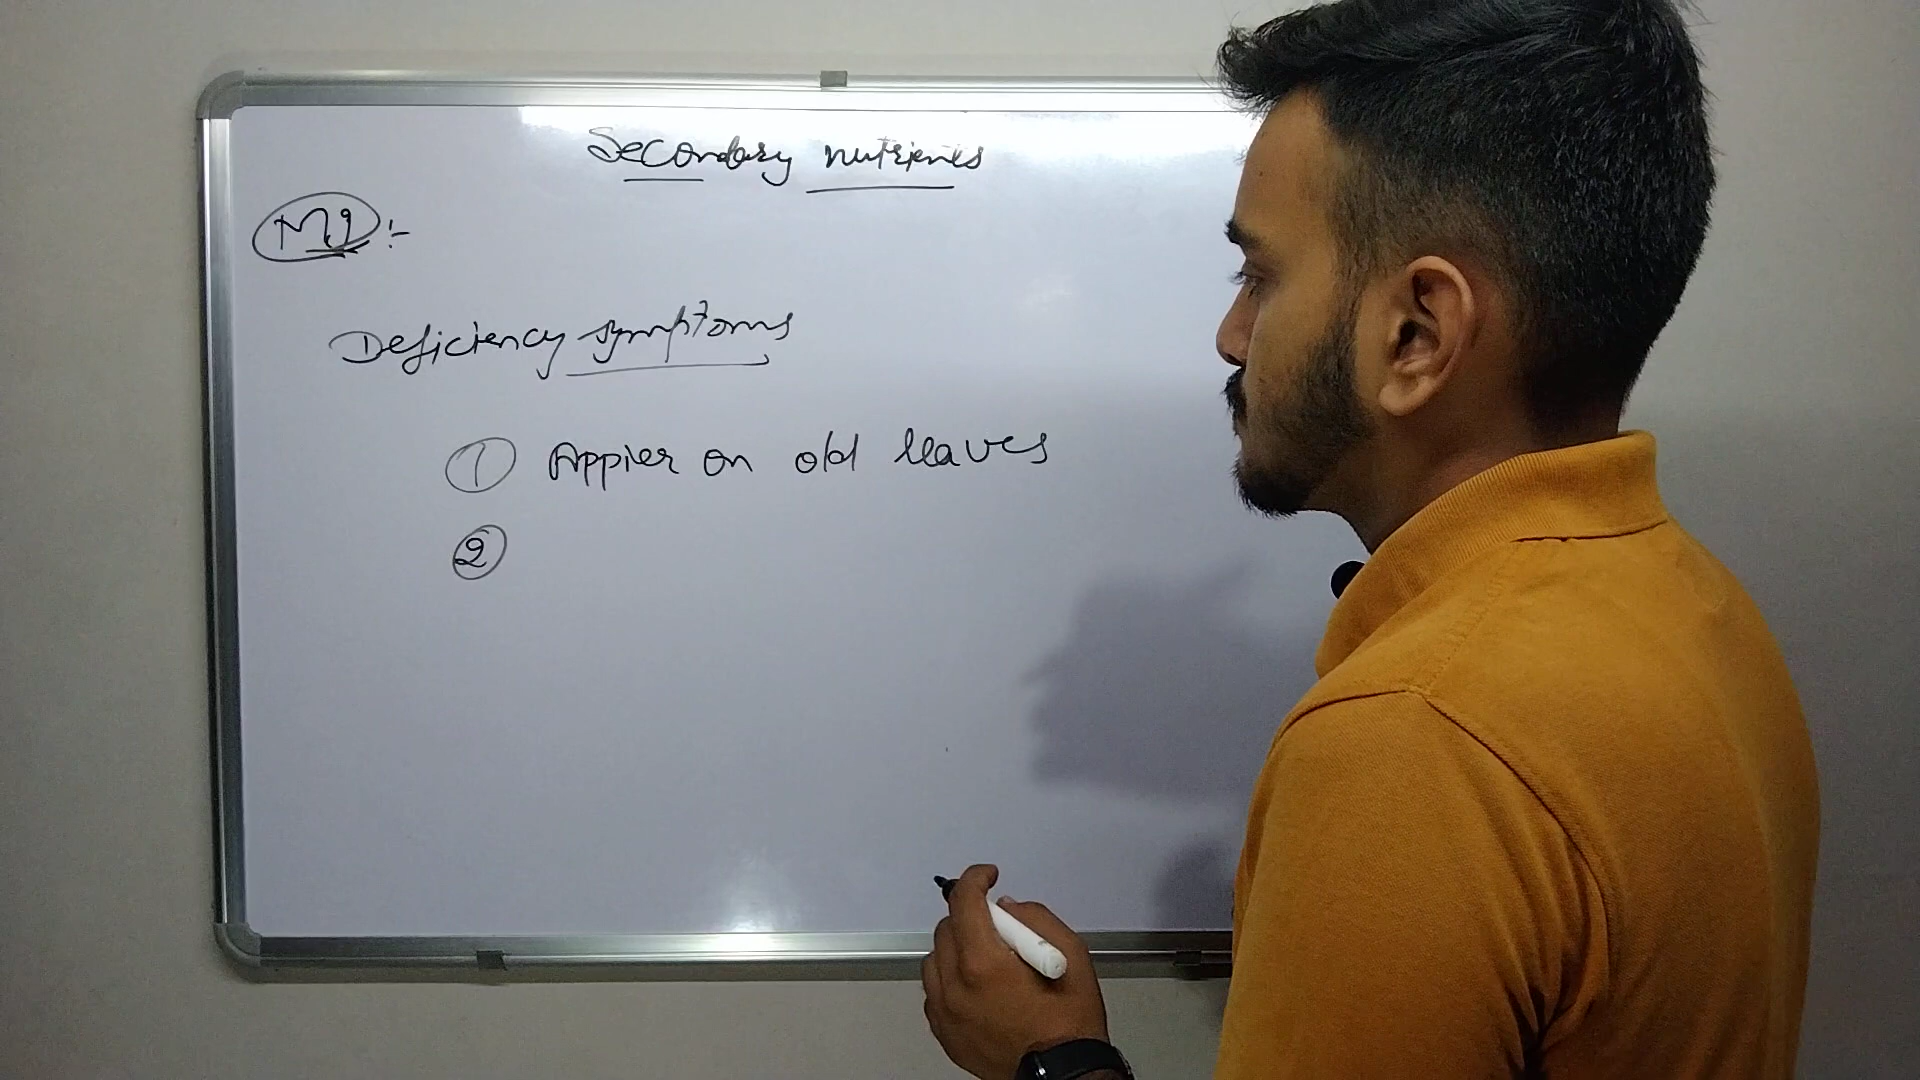 Secondary nutrients
Mg :-
Deficiency symptoms
① Appier on old leaves
②